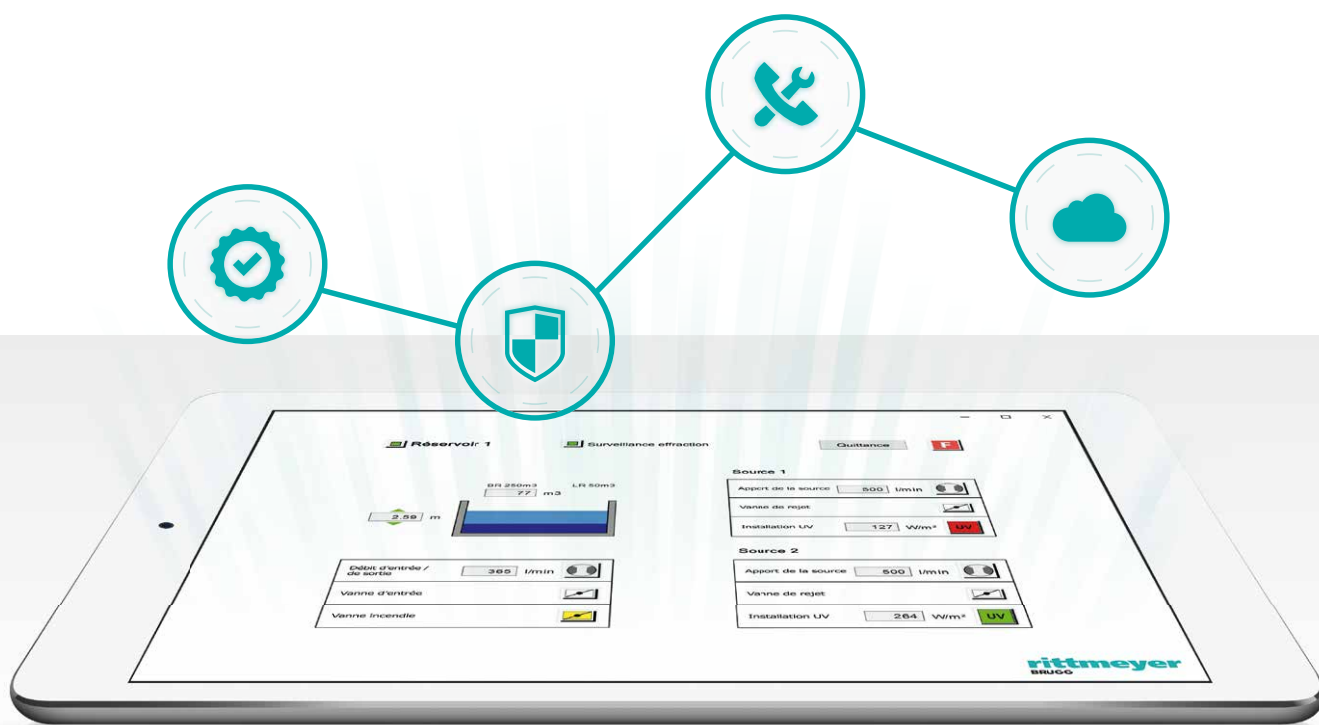 Réservoir 1
Surveillance effraction
Quittance
F
BR 250m3
LR 50m3
77 m3
2.59 m
Débit d'entrée /
de sortie
365 l/min
Vanne d'entrée
Vanne incendie
Source 1
Apport de la source 500 l/min
Vanne de rejet
Installation UV 127 W/m² UV
Source 2
Apport de la source 500 l/min
Vanne de rejet
Installation UV 264 W/m² UV
rittmeyer
BRUGG